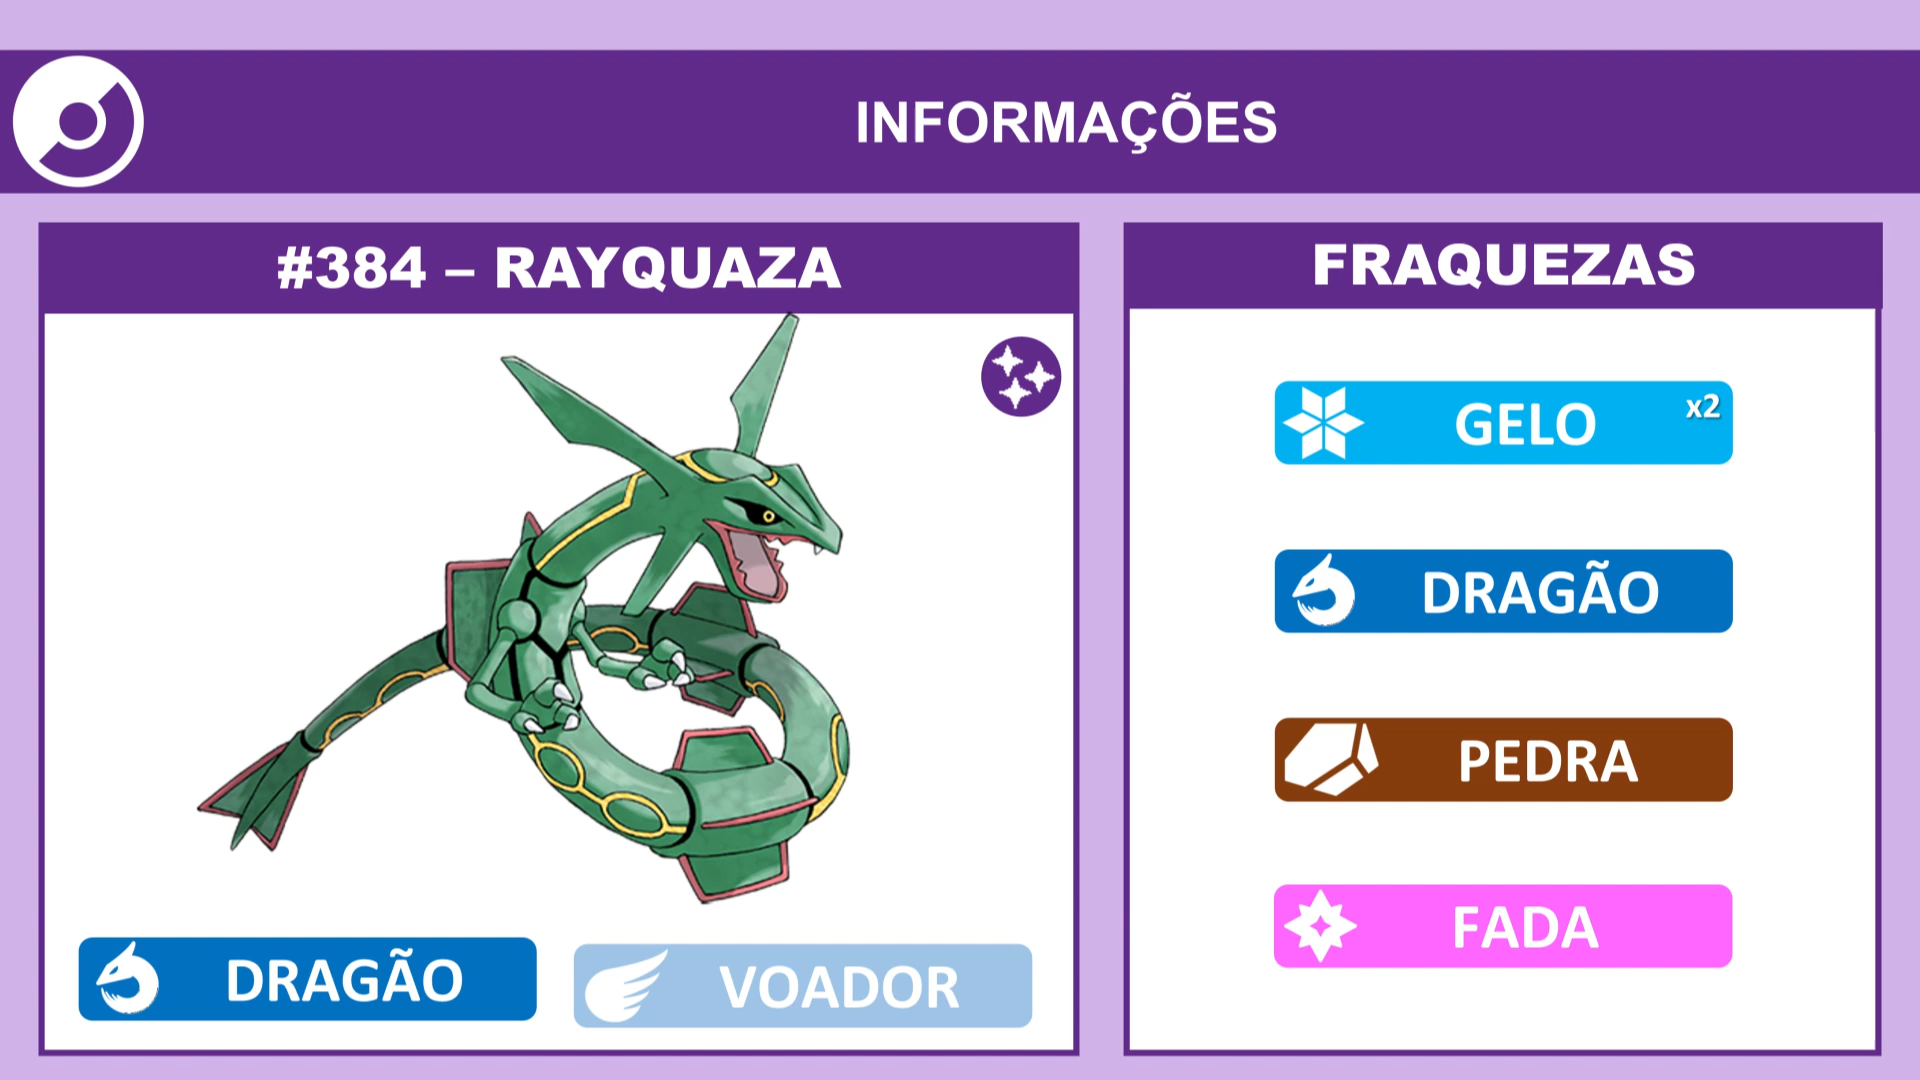 INFORMAÇÕES
#384 – RAYQUAZA
DRAGÃO
VOADOR
FRAQUEZAS
GELO x2
DRAGÃO
PEDRA
FADA